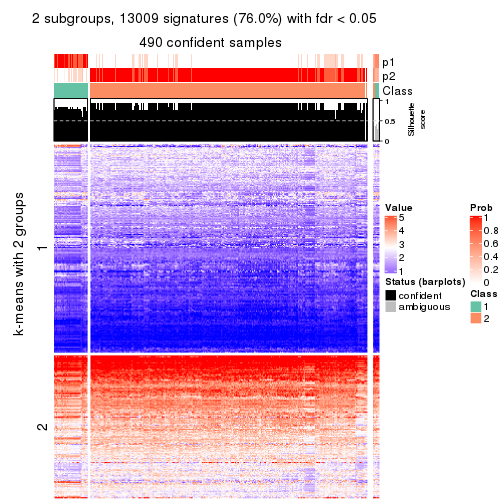 2 subgroups, 13009 signatures (76.0%) with fdr < 0.05
490 confident samples
p1
p2
Class
1
0.5
0
Silhouette
score
k-means with 2 groups
1
2
Value
5
4
3
2
1
Status (barplots)
confident
ambiguous
Prob
1
0.8
0.6
0.4
0.2
0
Class
1
2